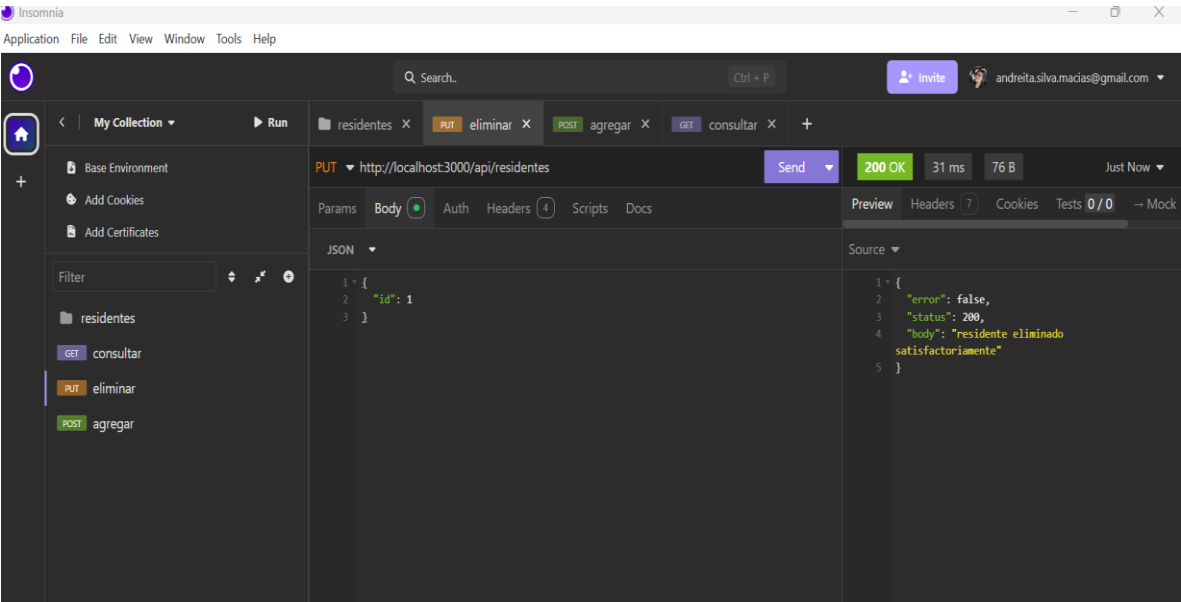 Insomnia
Application File Edit View Window Tools Help
Search.. Ctrl + P Invite andreita.silva.macias@gmail.com
My Collection Run
residentes PUT eliminar POST agregar GET consultar
Base Environment
Add Cookies
Add Certificates
PUT http://localhost:3000/api/residentes Send 200 OK 31 ms 76 B Just Now
Params Body Auth Headers 4 Scripts Docs
Preview Headers 7 Cookies Tests 0 / 0 → Mock
JSON
Source
Filter
residentes
GET consultar
PUT eliminar
POST agregar
1 {
2 "id": 1
3 }
1 {
2 "error": false,
3 "status": 200,
4 "body": "residente eliminado
satisfactoriamente"
5 }